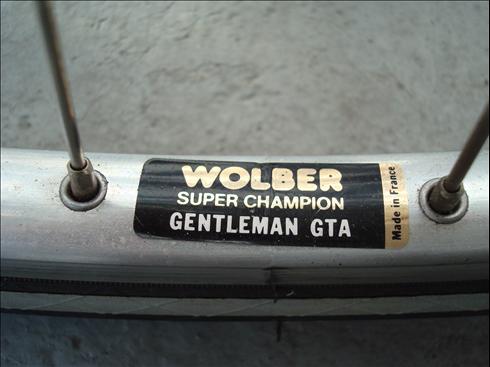 WOLBER
SUPER CHAMPION
GENTLEMAN GTA
Made in France